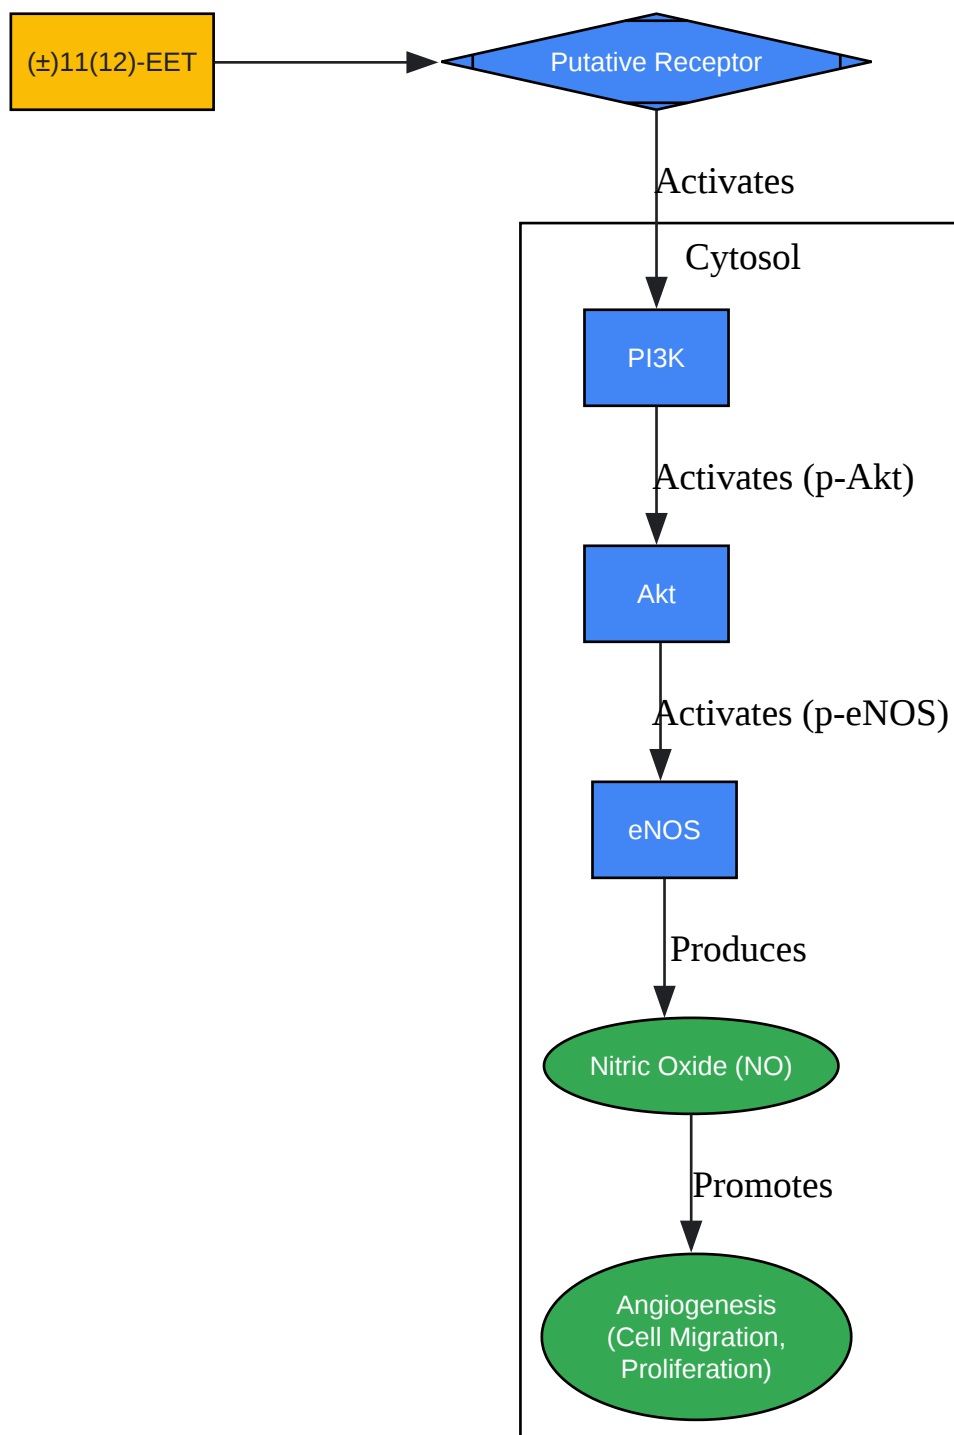 (±)11(12)-EET
Putative Receptor
Activates
Cytosol
PI3K
Activates (p-Akt)
Akt
Activates (p-eNOS)
eNOS
Produces
Nitric Oxide (NO)
Promotes
Angiogenesis
(Cell Migration,
Proliferation)